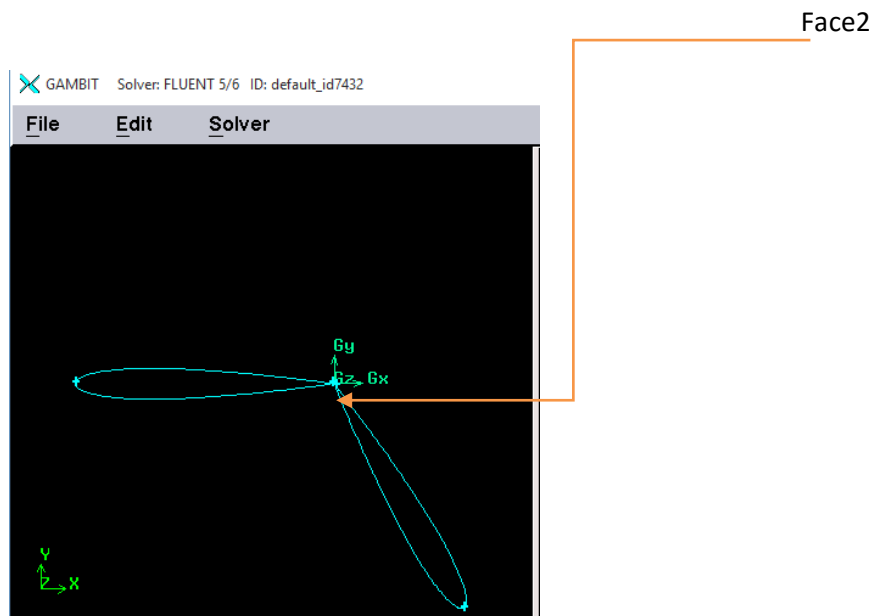 Face2
GAMBIT Solver: FLUENT 5/6 ID: default_id7432
File Edit Solver
Gy
Gz Gx
Y
Z X